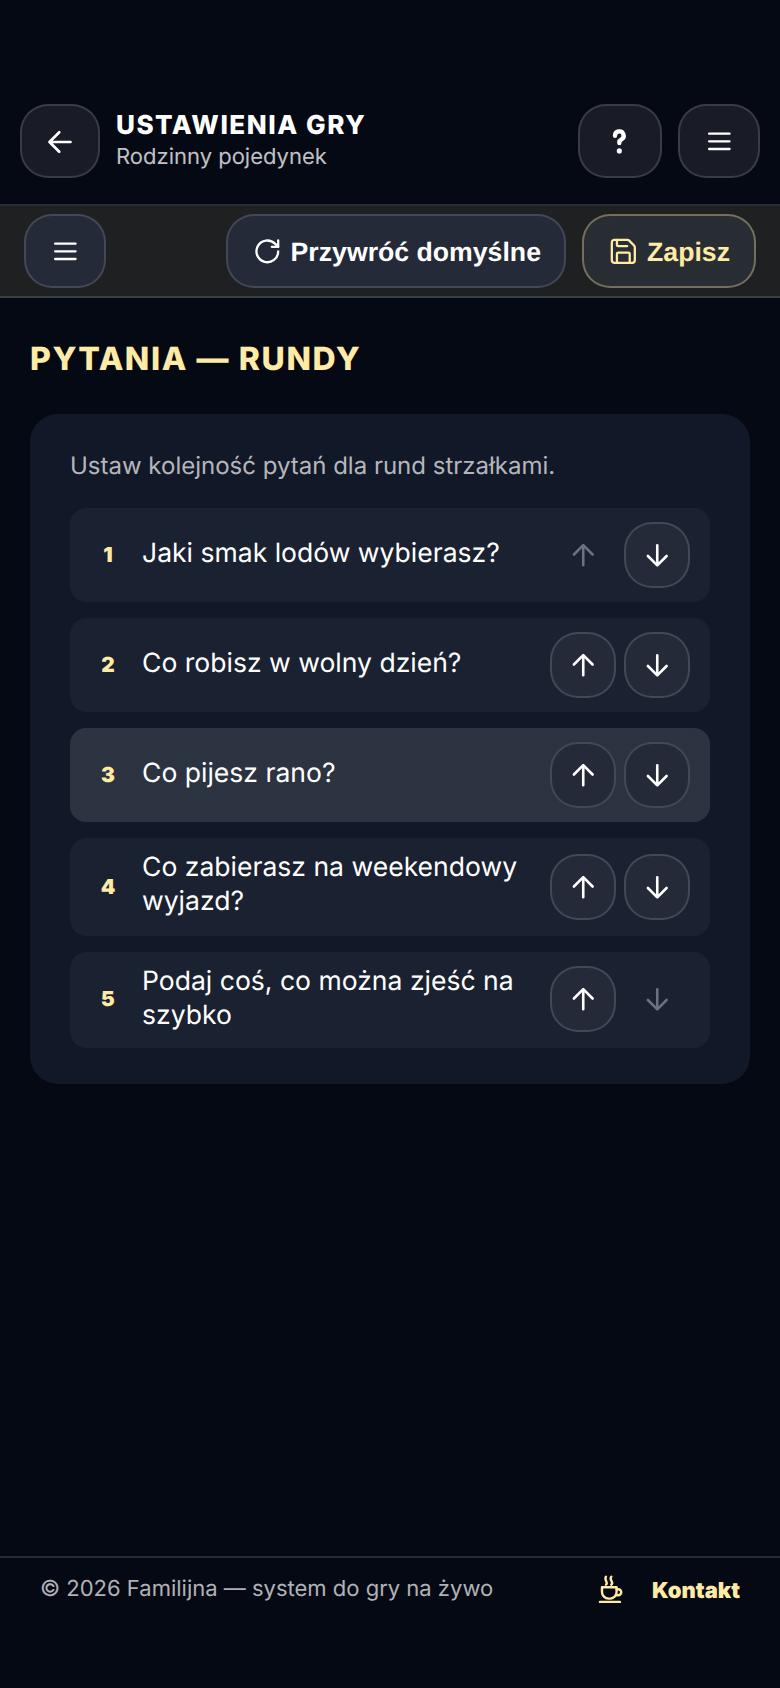 USTAWIENIA GRY
Rodzinny pojedynek
?
Przywróć domyślne
Zapisz
PYTANIA — RUNDY
Ustaw kolejność pytań dla rund strzałkami.
1 Jaki smak lodów wybierasz?
2 Co robisz w wolny dzień?
3 Co pijesz rano?
4 Co zabierasz na weekendowy
wyjazd?
5 Podaj coś, co można zjeść na
szybko
© 2026 Familijna — system do gry na żywo
Kontakt